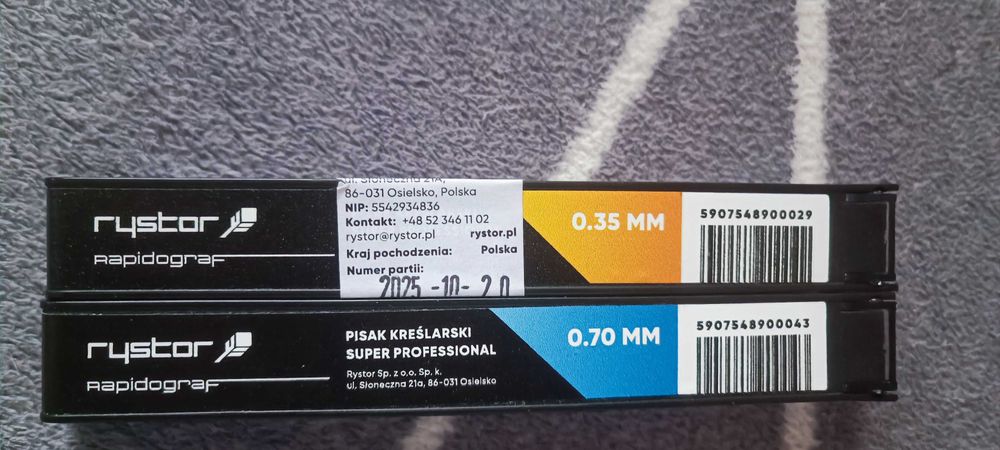 rystor
Rapidograf
ul. Słoneczna 21A,
86-031 Osielsko, Polska
NIP: 5542934836
Kontakt: +48 52 346 11 02
rystor@rystor.pl rystor.pl
Kraj pochodzenia: Polska
Numer partii:
2025 -10- 20
0.35 MM
5907548900029
rystor
Rapidograf
PISAK KREŚLARSKI
SUPER PROFESSIONAL
Rystor Sp. z o.o. Sp. k.
ul. Słoneczna 21a, 86-031 Osielsko
0.70 MM
5907548900043